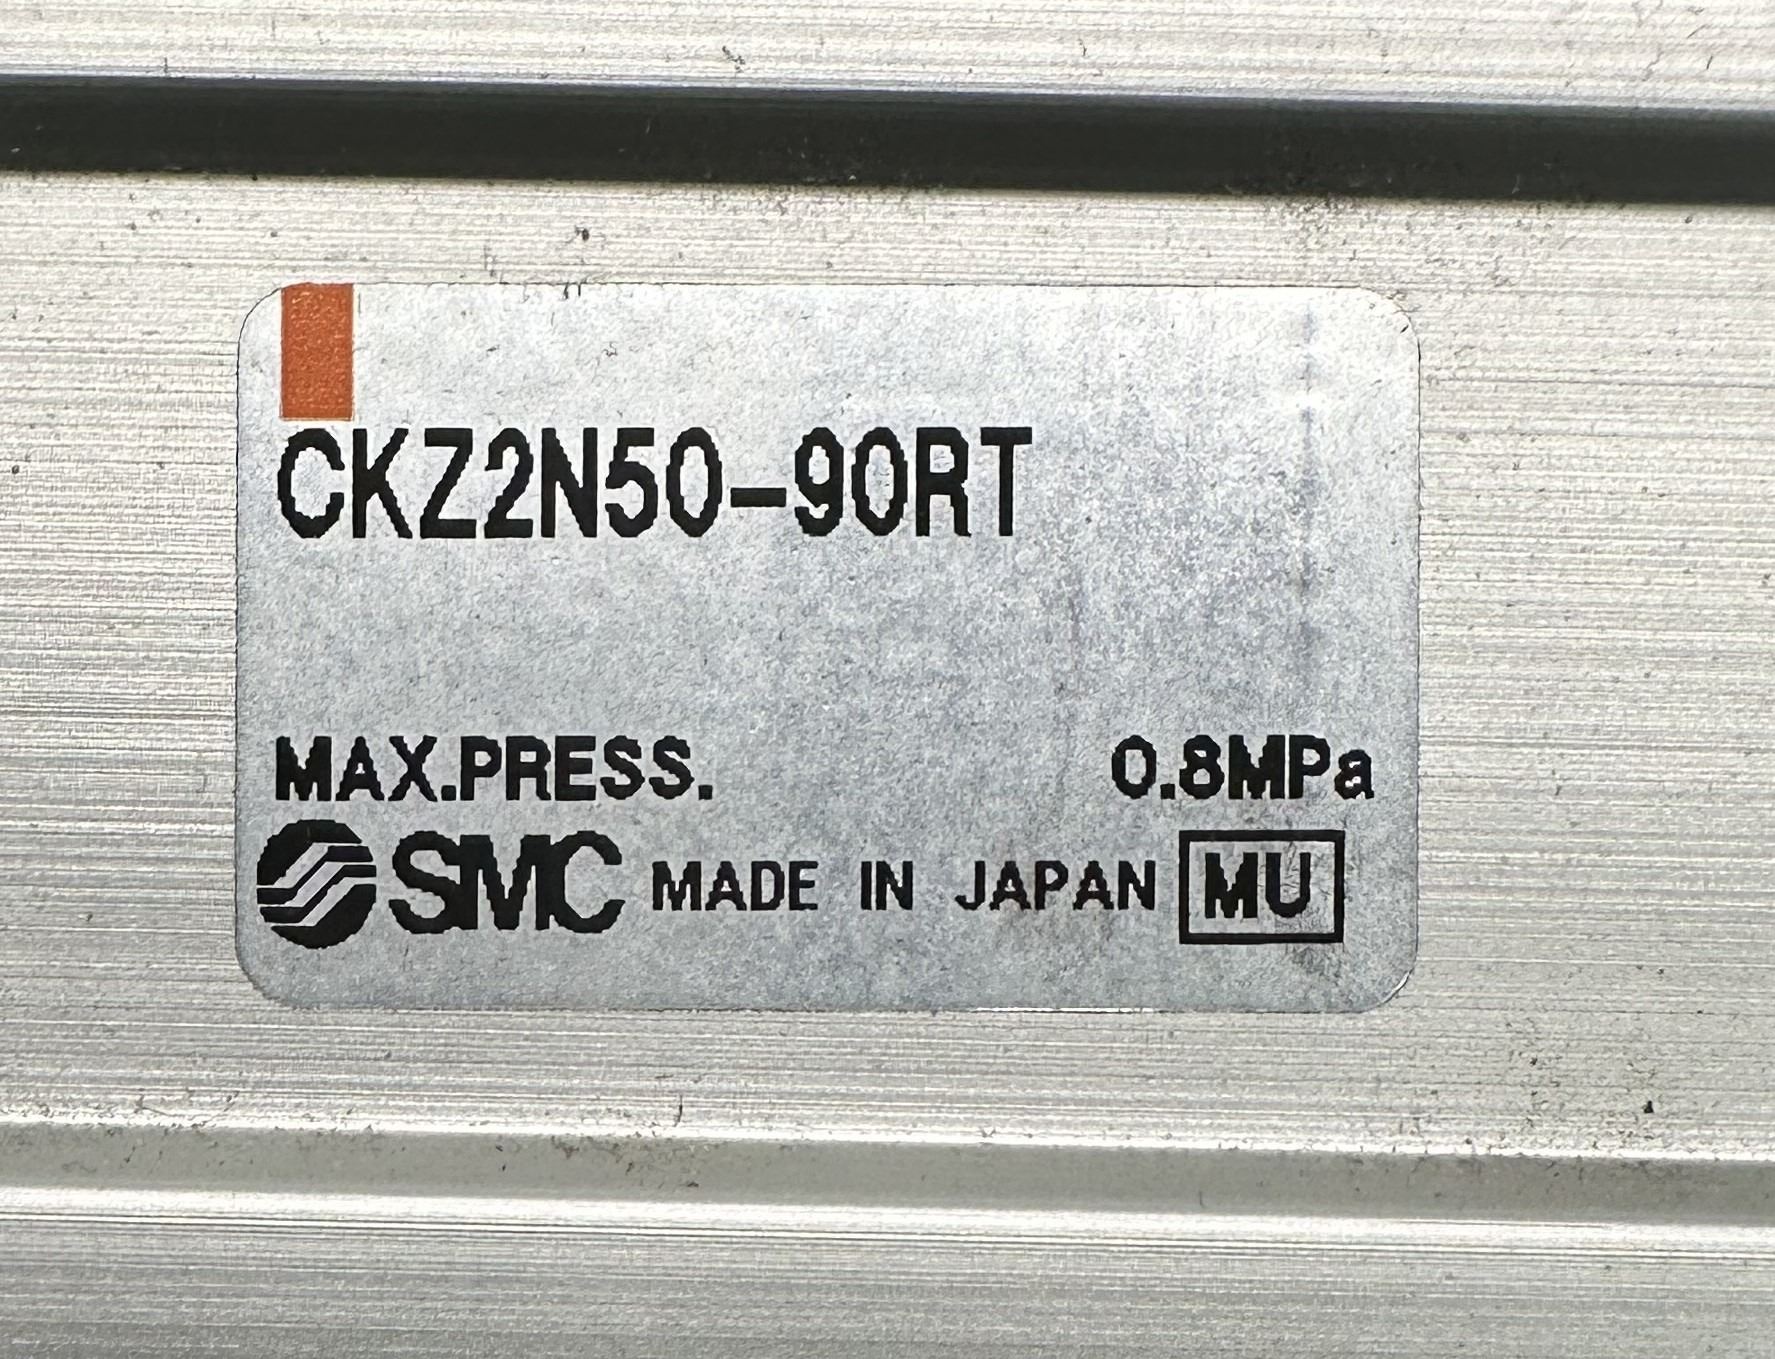 CKZ2N50-90RT
MAX.PRESS. 0.8MPa
SMC MADE IN JAPAN MU